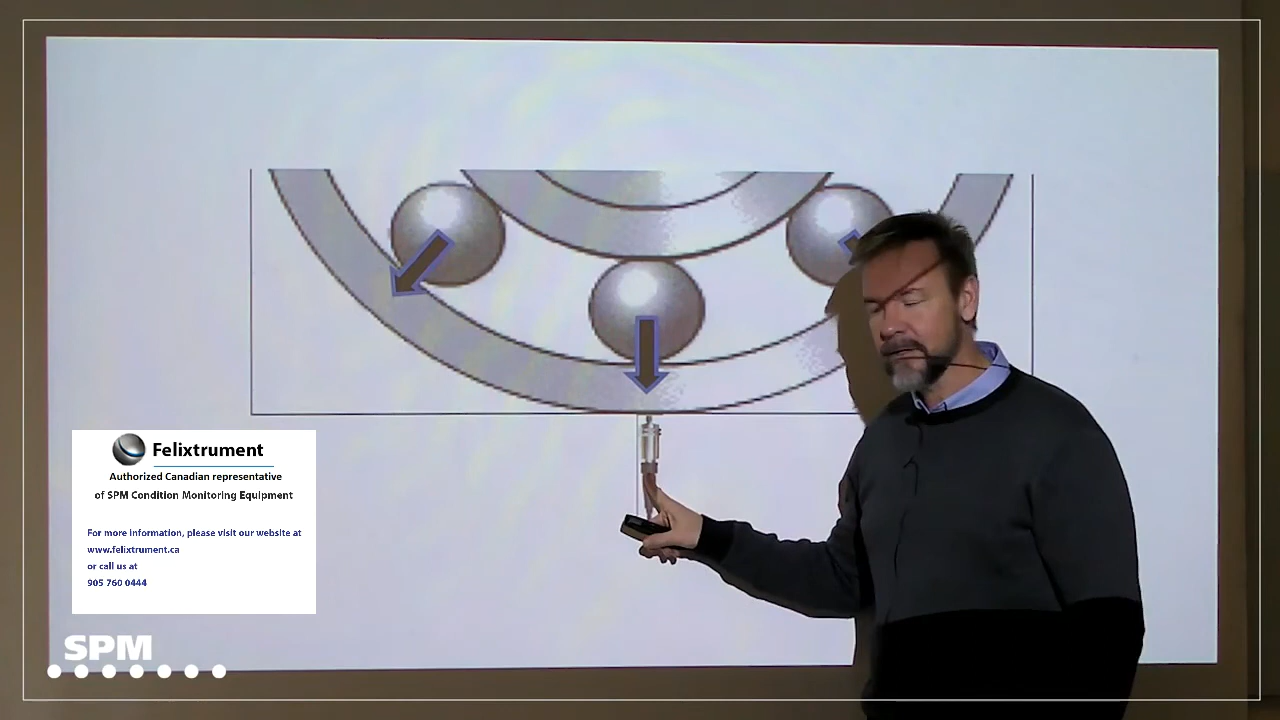 Felixtrument
Authorized Canadian representative
of SPM Condition Monitoring Equipment
For more information, please visit our website at
www.felixtrument.ca
or call us at
905 760 0444
SPM